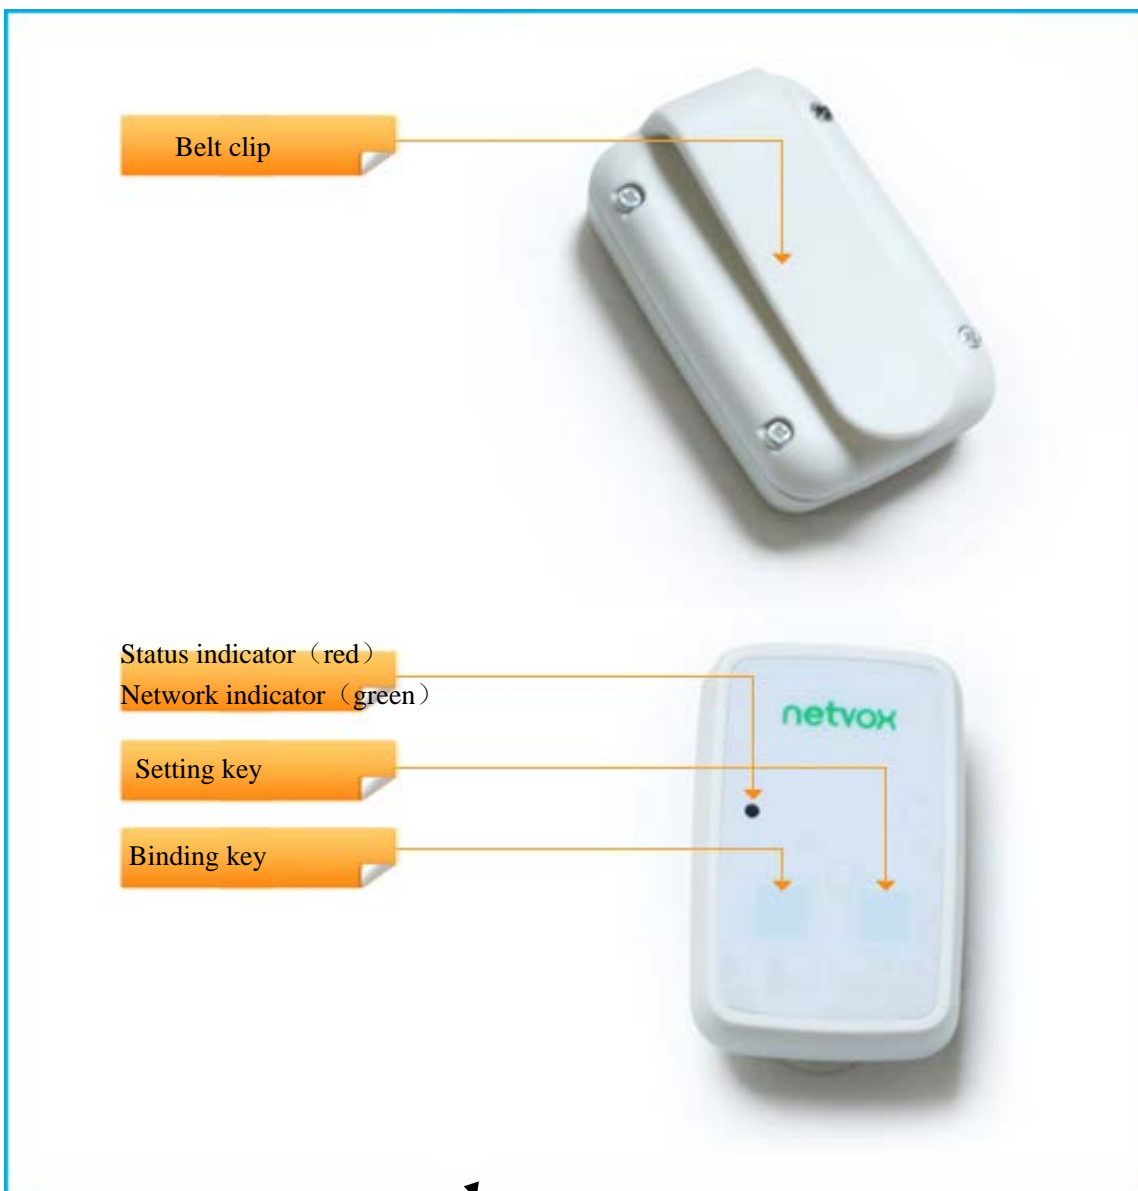 Belt clip
Status indicator（red）
Network indicator（green）
netvox
Setting key
Binding key